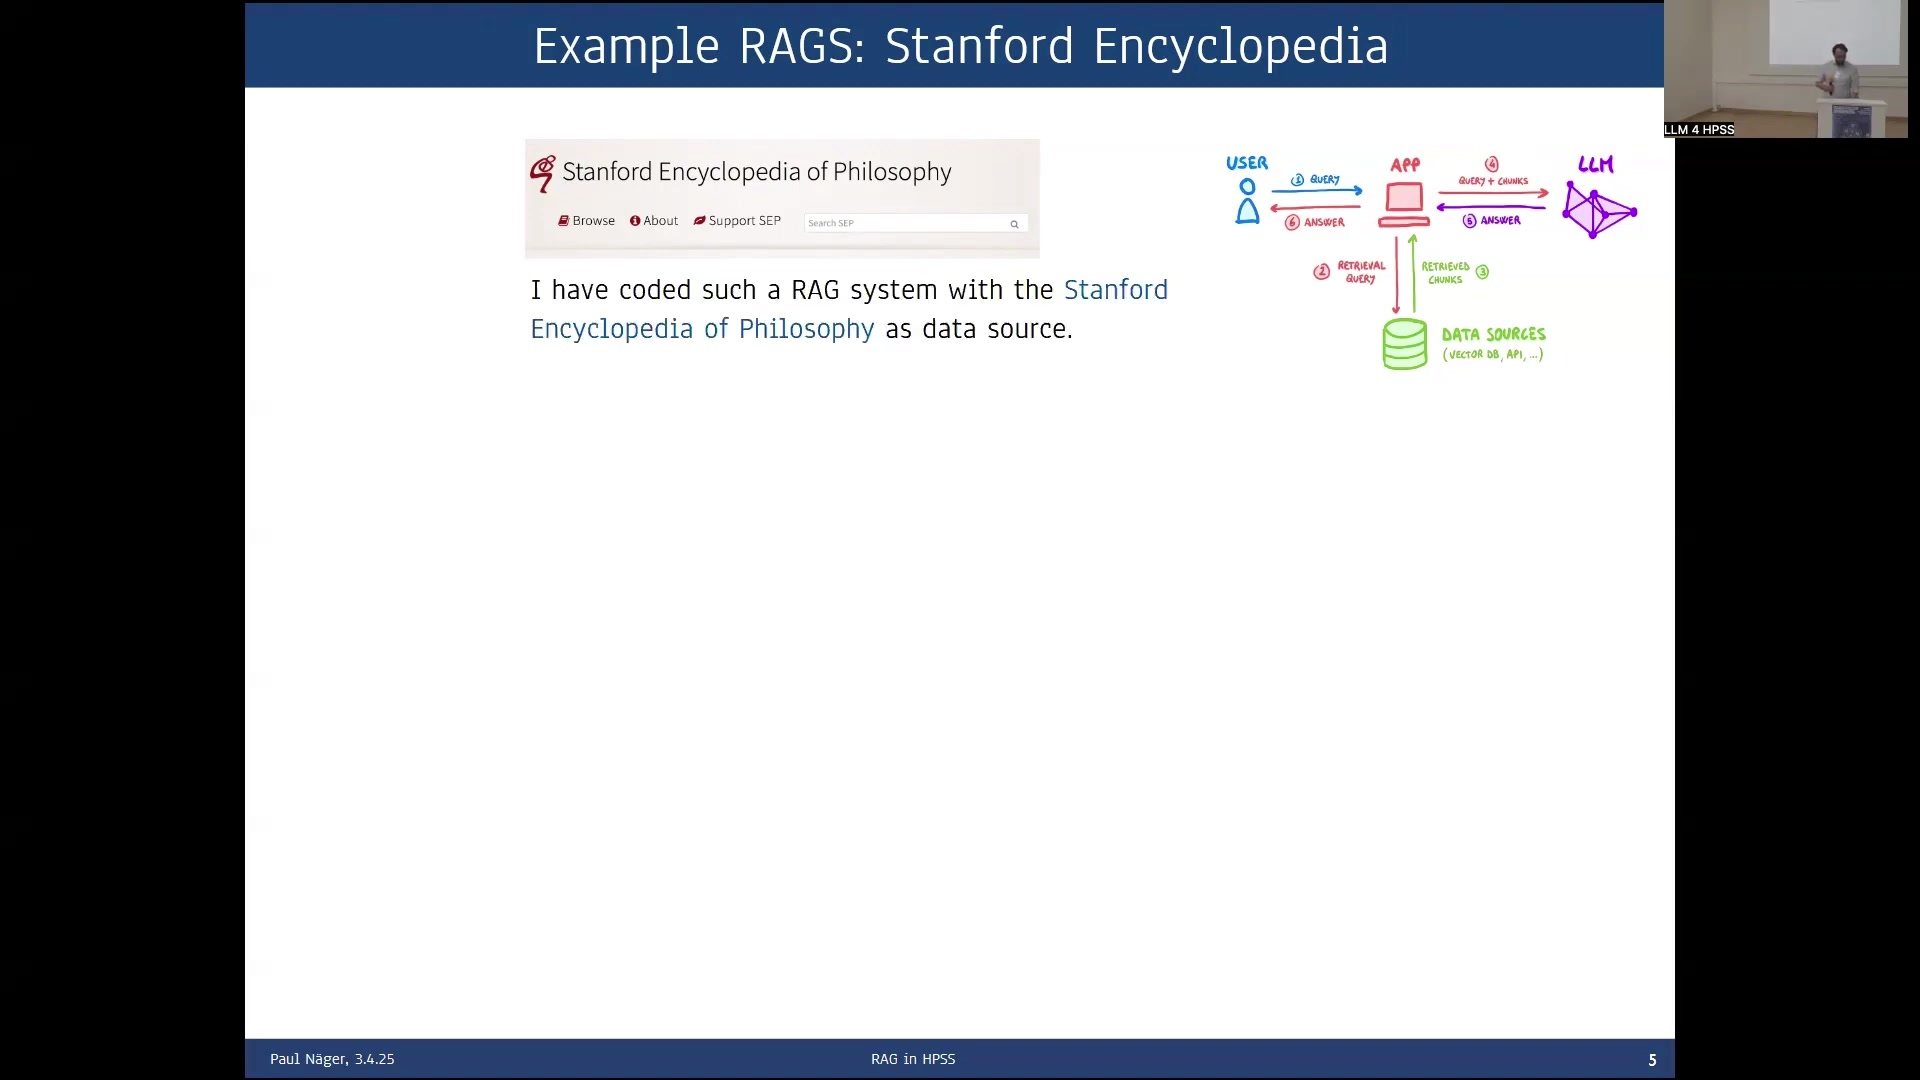 Example RAGS: Stanford Encyclopedia
LLM 4 HPSS
Stanford Encyclopedia of Philosophy
Browse About Support SEP Search SEP
I have coded such a RAG system with the Stanford
Encyclopedia of Philosophy as data source.
USER
APP
LLM
① QUERY
⑥ ANSWER
④
QUERY + CHUNKS
⑤ ANSWER
② RETRIEVAL
QUERY
RETRIEVED ③
CHUNKS
DATA SOURCES
(VECTOR DB, API, ...)
Paul Näger, 3.4.25
RAG in HPSS
5